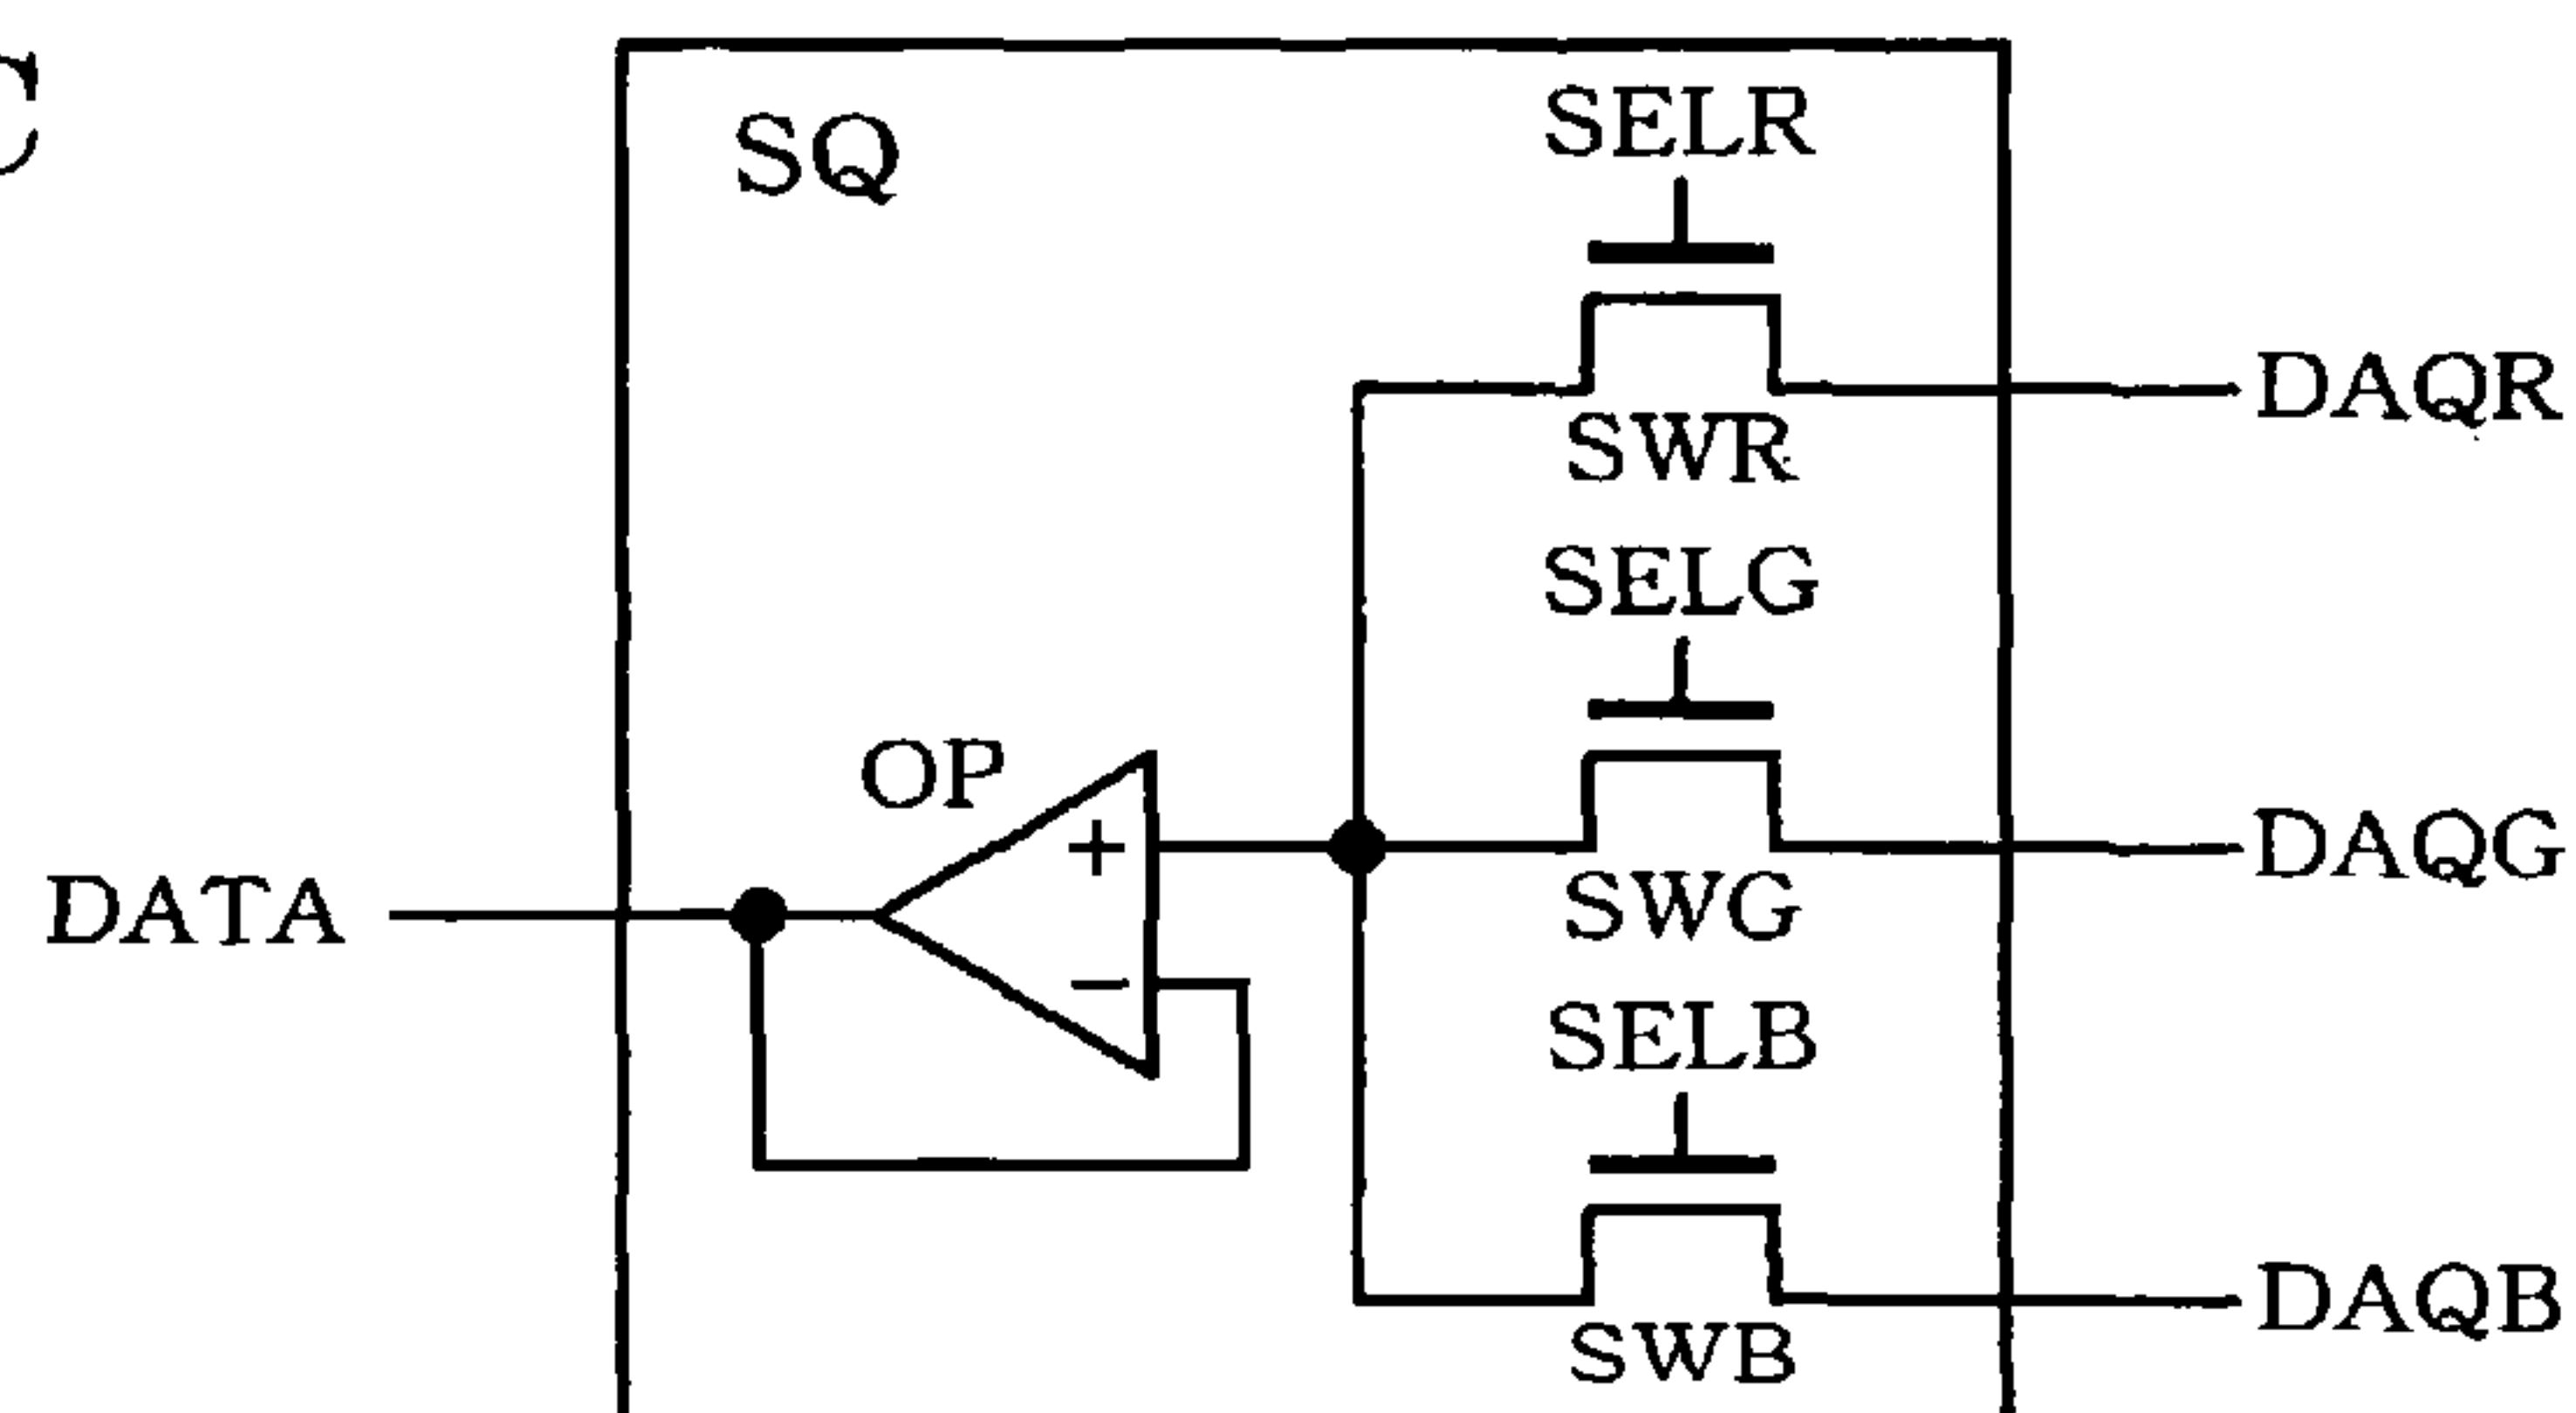 C
SQ
SELR
DAQR
SWR
SELG
OP
+
DAQG
SWG
DATA
−
SELB
DAQB
SWB